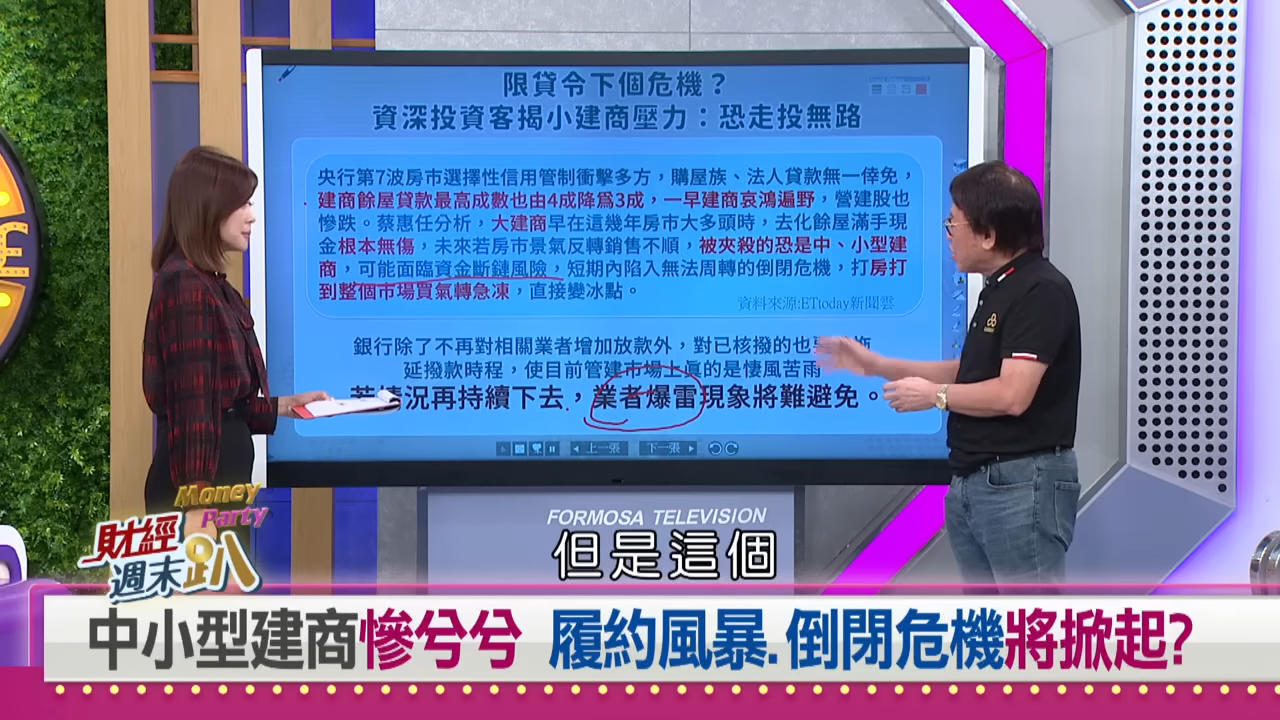 限貸令下個危機？
資深投資客揭小建商壓力：恐走投無路
央行第7波房市選擇性信用管制衝擊多方，購屋族、法人貸款無一倖免，
建商餘屋貸款最高成數也由4成降為3成，一早建商哀鴻遍野，營建股也
慘跌。蔡惠任分析，大建商早在這幾年房市大多頭時，去化餘屋滿手現
金根本無傷，未來若房市景氣反轉銷售不順，被夾殺的恐是中、小型建
商，可能面臨資金斷鏈風險，短期內陷入無法周轉的倒閉危機，打房打
到整個市場買氣轉急凍，直接變冰點。
資料來源:ETtoday新聞雲
銀行除了不再對相關業者增加放款外，對已核撥的也
延撥款時程，使目前營建市場上真的是悽風苦雨
況再持續下去，業者爆雷現象將難避免。
上一張 下一張
FORMOSA TELEVISION
但是這個
Money Party
財經週末趴
中小型建商慘兮兮 履約風暴.倒閉危機將掀起?